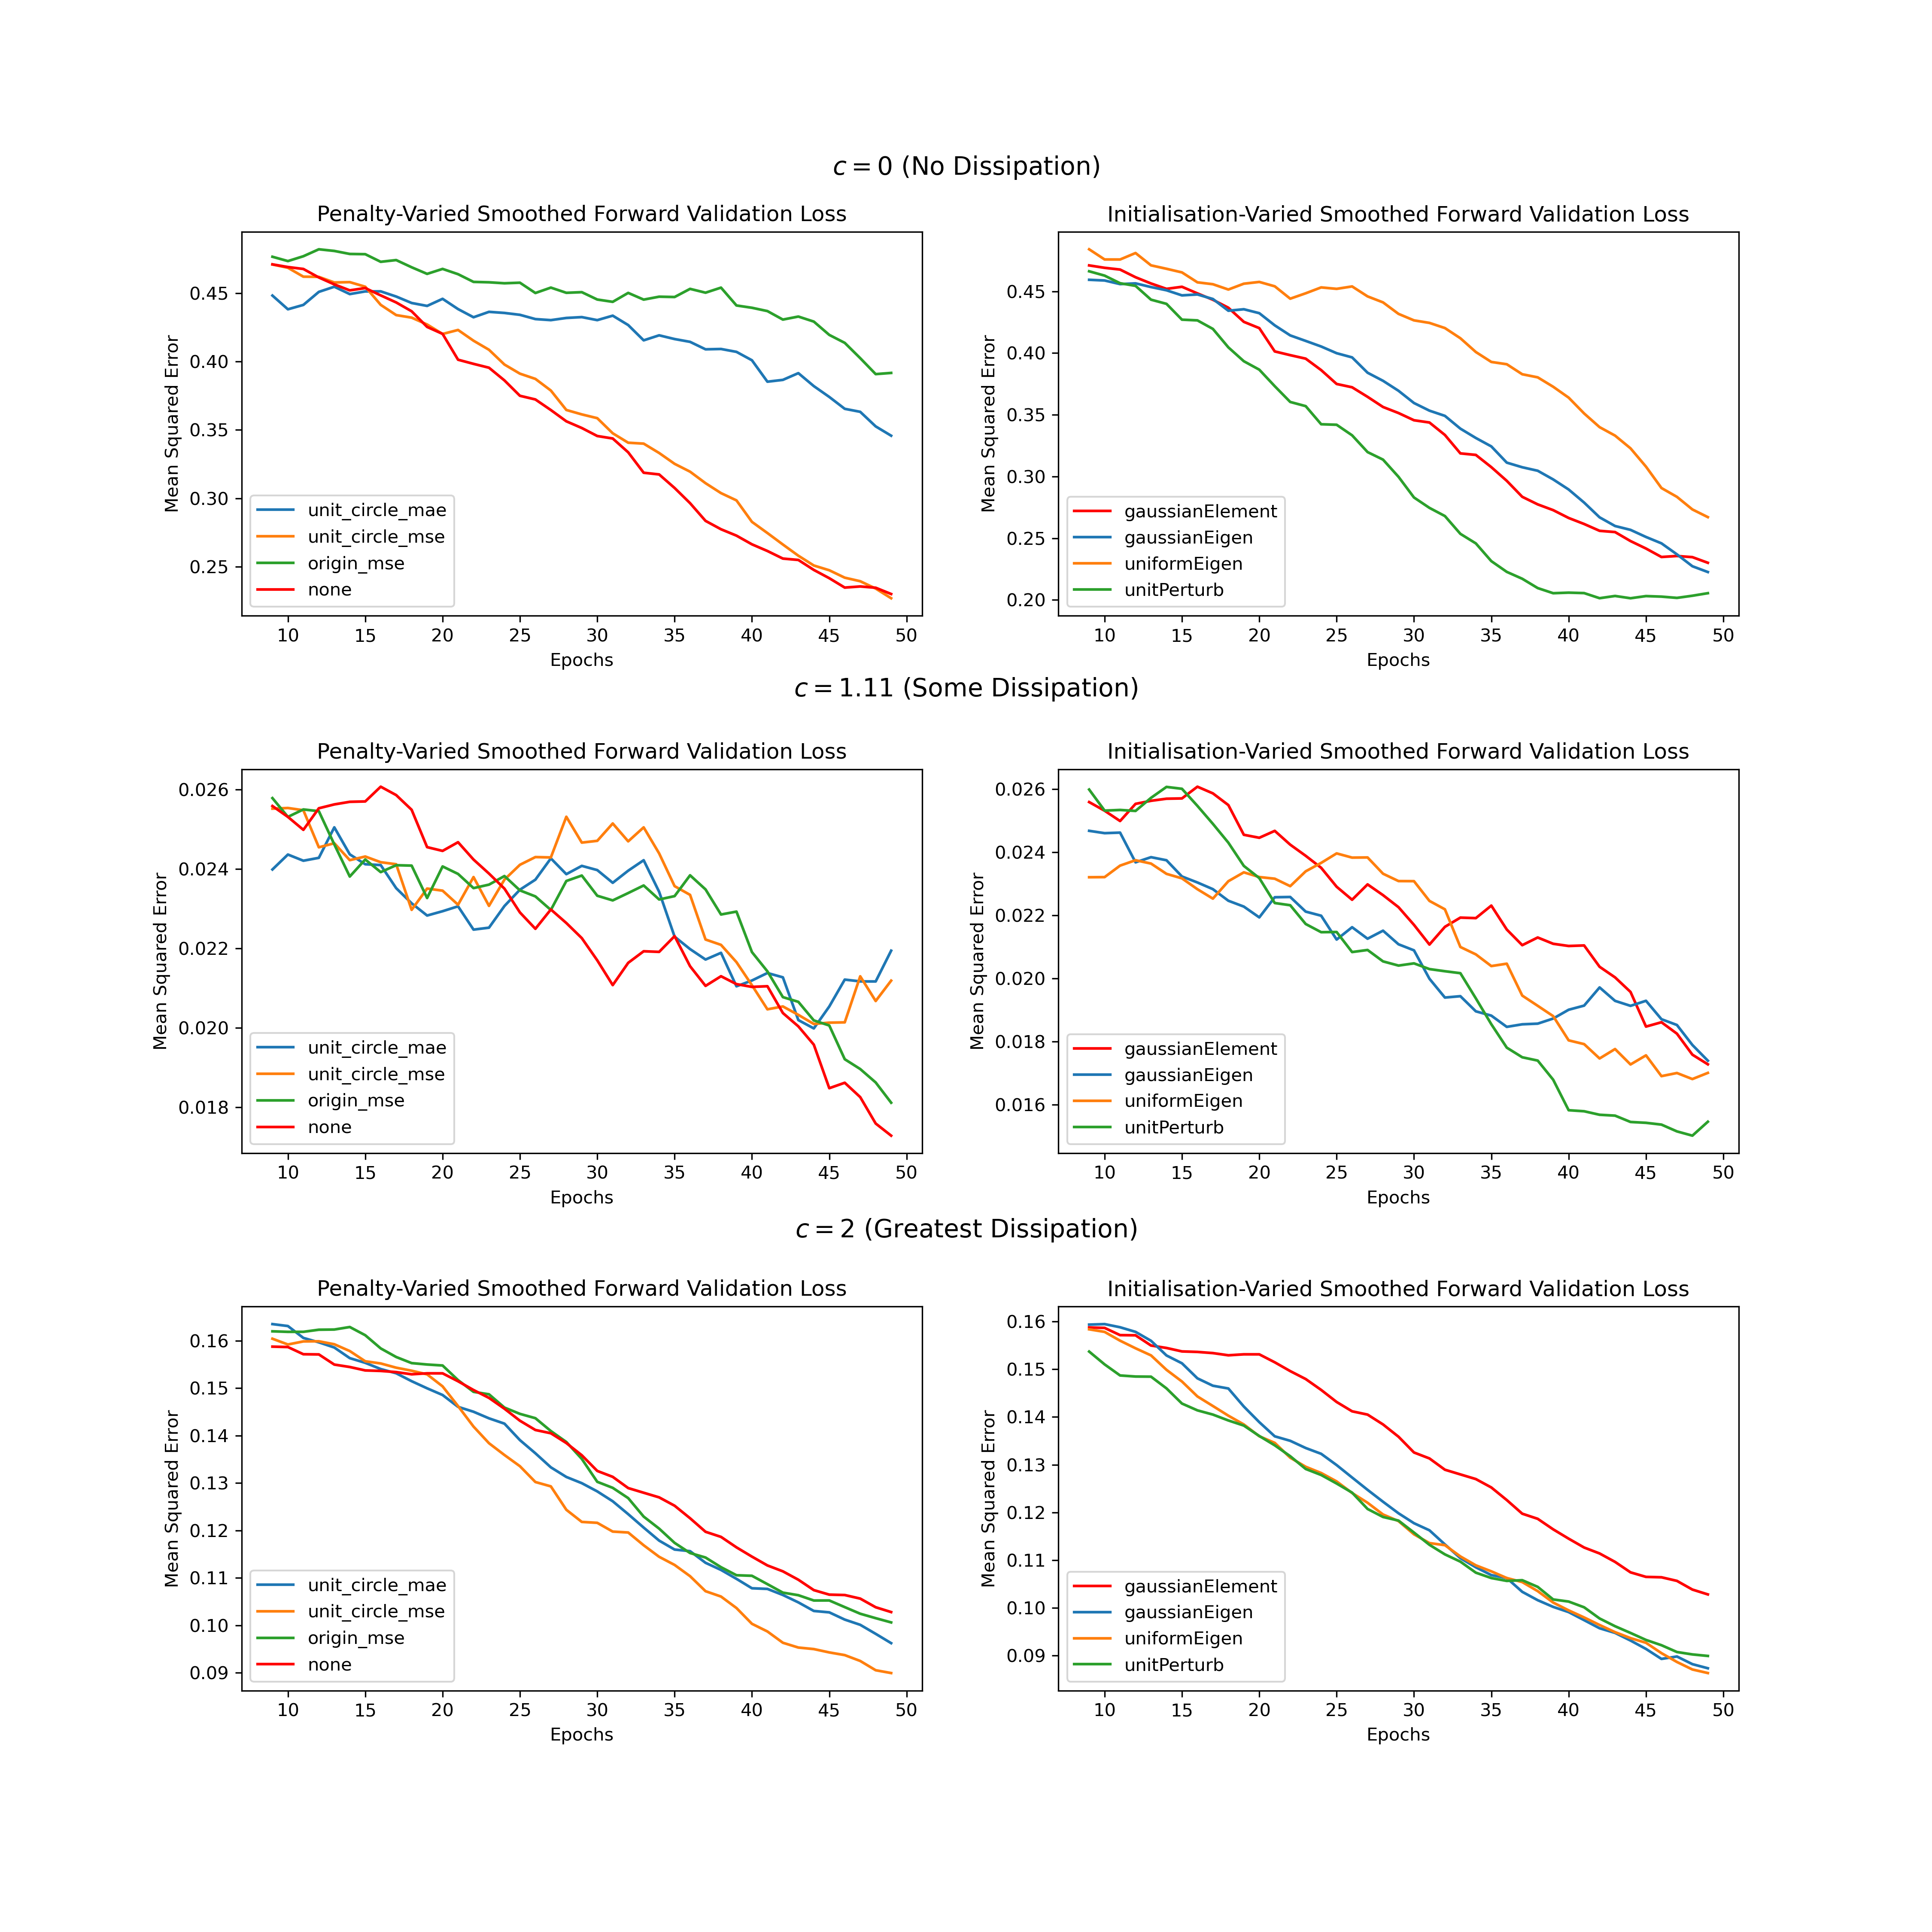 c = 0 (No Dissipation)
Penalty-Varied Smoothed Forward Validation Loss
Mean Squared Error
0.45
0.40
0.35
0.30
0.25
unit_circle_mae
unit_circle_mse
origin_mse
none
10 15 20 25 30 35 40 45 50
Epochs
Initialisation-Varied Smoothed Forward Validation Loss
Mean Squared Error
0.45
0.40
0.35
0.30
0.25
0.20
gaussianElement
gaussianEigen
uniformEigen
unitPerturb
10 15 20 25 30 35 40 45 50
Epochs
c = 1.11 (Some Dissipation)
Penalty-Varied Smoothed Forward Validation Loss
Mean Squared Error
0.026
0.024
0.022
0.020
0.018
unit_circle_mae
unit_circle_mse
origin_mse
none
10 15 20 25 30 35 40 45 50
Epochs
Initialisation-Varied Smoothed Forward Validation Loss
Mean Squared Error
0.026
0.024
0.022
0.020
0.018
0.016
gaussianElement
gaussianEigen
uniformEigen
unitPerturb
10 15 20 25 30 35 40 45 50
Epochs
c = 2 (Greatest Dissipation)
Penalty-Varied Smoothed Forward Validation Loss
Mean Squared Error
0.16
0.15
0.14
0.13
0.12
0.11
0.10
0.09
unit_circle_mae
unit_circle_mse
origin_mse
none
10 15 20 25 30 35 40 45 50
Epochs
Initialisation-Varied Smoothed Forward Validation Loss
Mean Squared Error
0.16
0.15
0.14
0.13
0.12
0.11
0.10
0.09
gaussianElement
gaussianEigen
uniformEigen
unitPerturb
10 15 20 25 30 35 40 45 50
Epochs